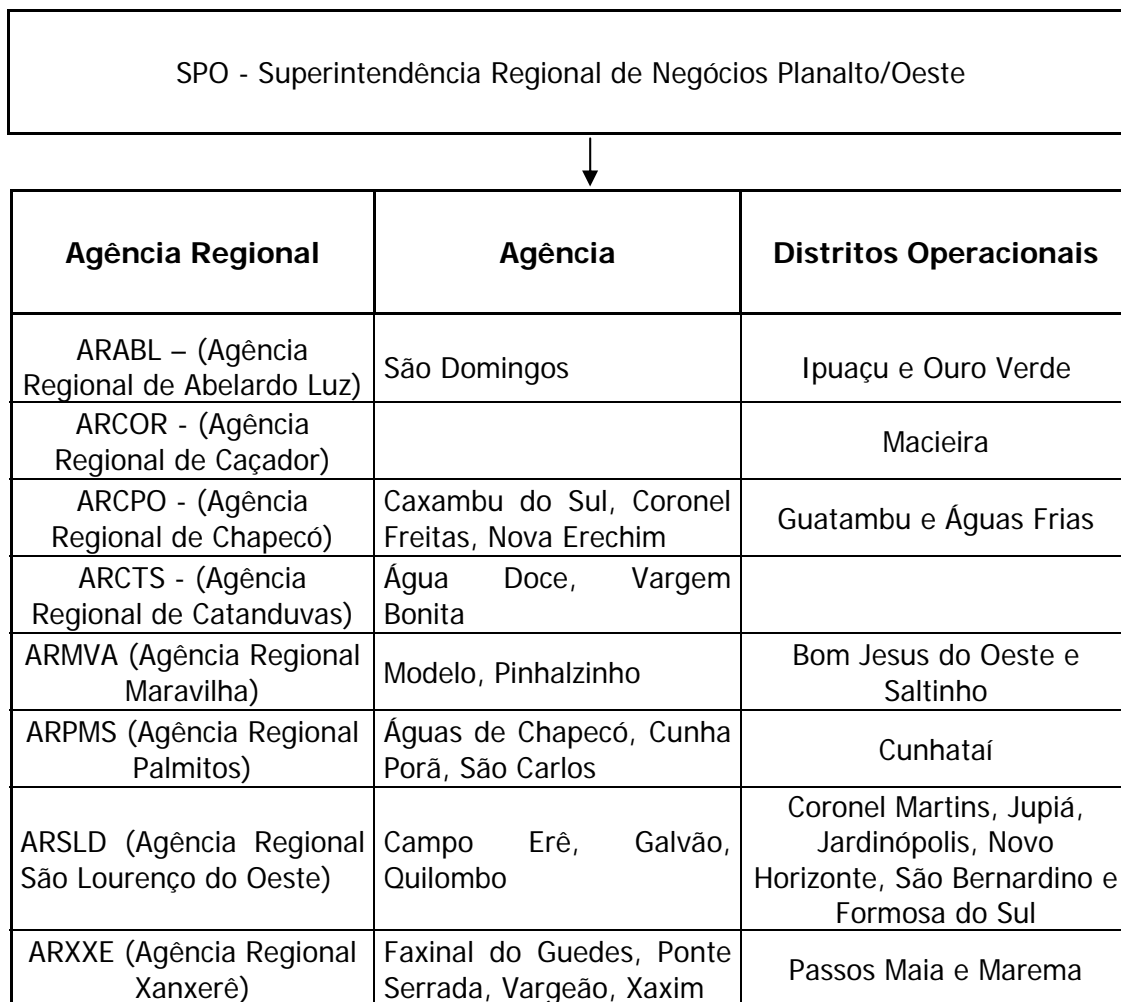 SPO - Superintendência Regional de Negócios Planalto/Oeste
Agência Regional
Agência
Distritos Operacionais
ARABL – (Agência
Regional de Abelardo Luz)
São Domingos
Ipuaçu e Ouro Verde
ARCOR - (Agência
Regional de Caçador)
Macieira
ARCPO - (Agência
Regional de Chapecó)
Caxambu do Sul, Coronel
Freitas, Nova Erechim
Guatambu e Águas Frias
ARCTS - (Agência
Regional de Catanduvas)
Água Doce, Vargem
Bonita
ARMVA (Agência Regional
Maravilha)
Modelo, Pinhalzinho
Bom Jesus do Oeste e
Saltinho
ARPMS (Agência Regional
Palmitos)
Águas de Chapecó, Cunha
Porã, São Carlos
Cunhataí
ARSLD (Agência Regional
São Lourenço do Oeste)
Campo Erê, Galvão,
Quilombo
Coronel Martins, Jupiá,
Jardinópolis, Novo
Horizonte, São Bernardino e
Formosa do Sul
ARXXE (Agência Regional
Xanxerê)
Faxinal do Guedes, Ponte
Serrada, Vargeão, Xaxim
Passos Maia e Marema